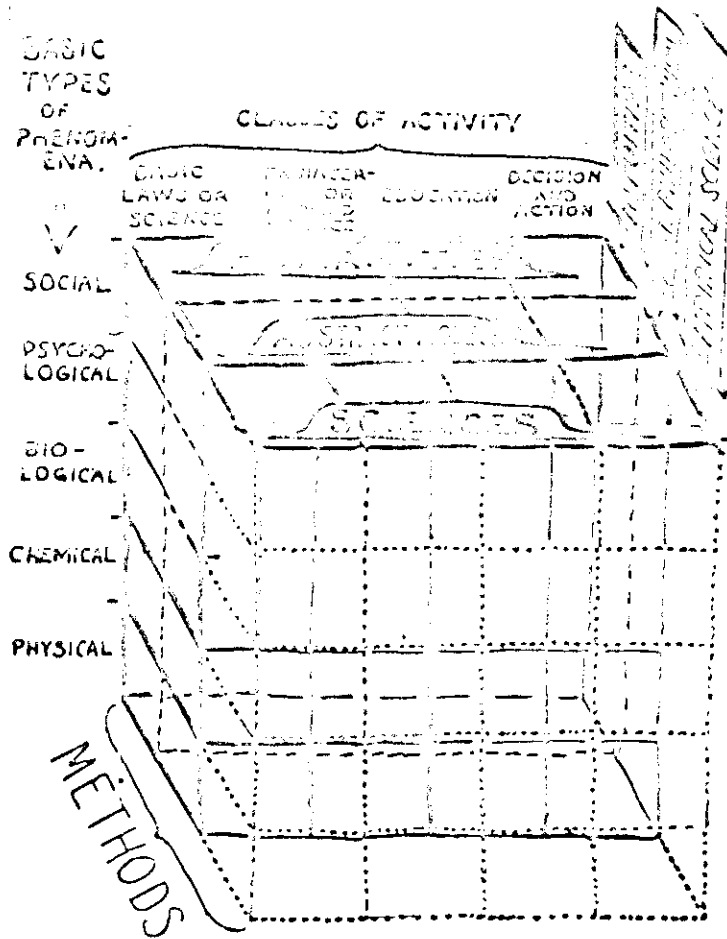 BASIC
TYPES
OF
PHENOM-
ENA.
CLASSES OF ACTIVITY
BASIC
LAWS OR
SCIENCE
OR
EDUCATION
DECISION
AND
ACTION
SOCIAL
PSYCHO-
LOGICAL
BIO-
LOGICAL
CHEMICAL
PHYSICAL
SCIENCES
METHODS